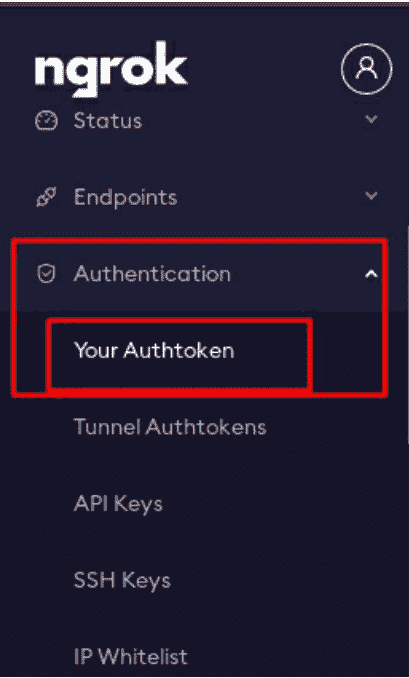 ngrok
Status
Endpoints
Authentication
Your Authtoken
Tunnel Authtokens
API Keys
SSH Keys
IP Whitelist